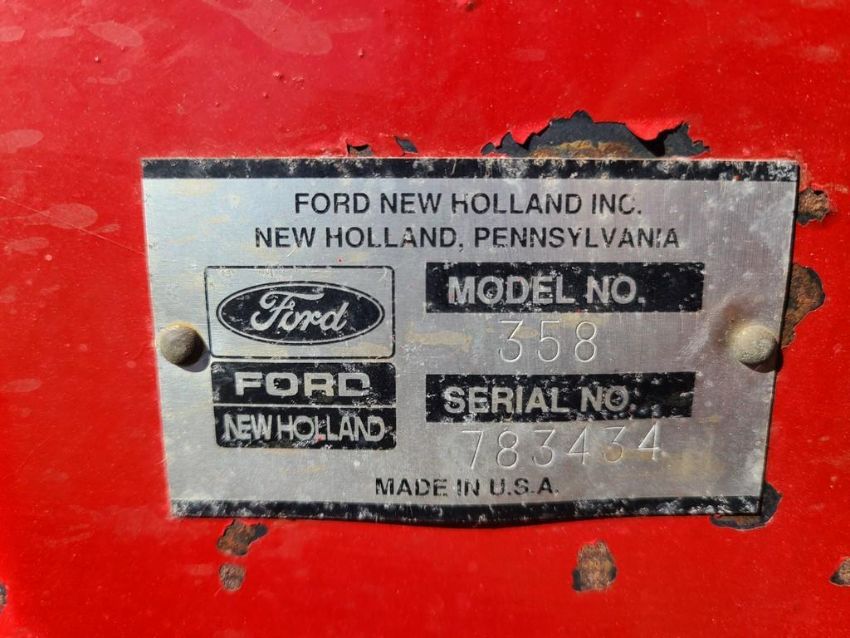 FORD NEW HOLLAND INC.
NEW HOLLAND, PENNSYLVANIA
Ford
FORD
NEW HOLLAND
MODEL NO.
358
SERIAL NO.
783434
MADE IN U.S.A.